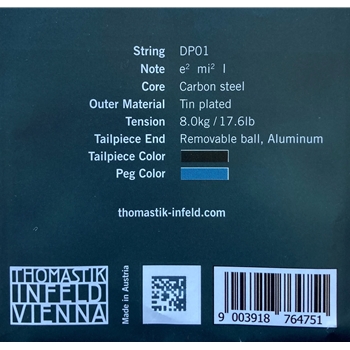 String DP01
Note e² mi² I
Core Carbon steel
Outer Material Tin plated
Tension 8.0kg / 17.6lb
Tailpiece End Removable ball, Aluminum
Tailpiece Color
Peg Color
thomastik-infeld.com
THOMASTIK
INFELD
VIENNA
Made in Austria
9 003918 764751